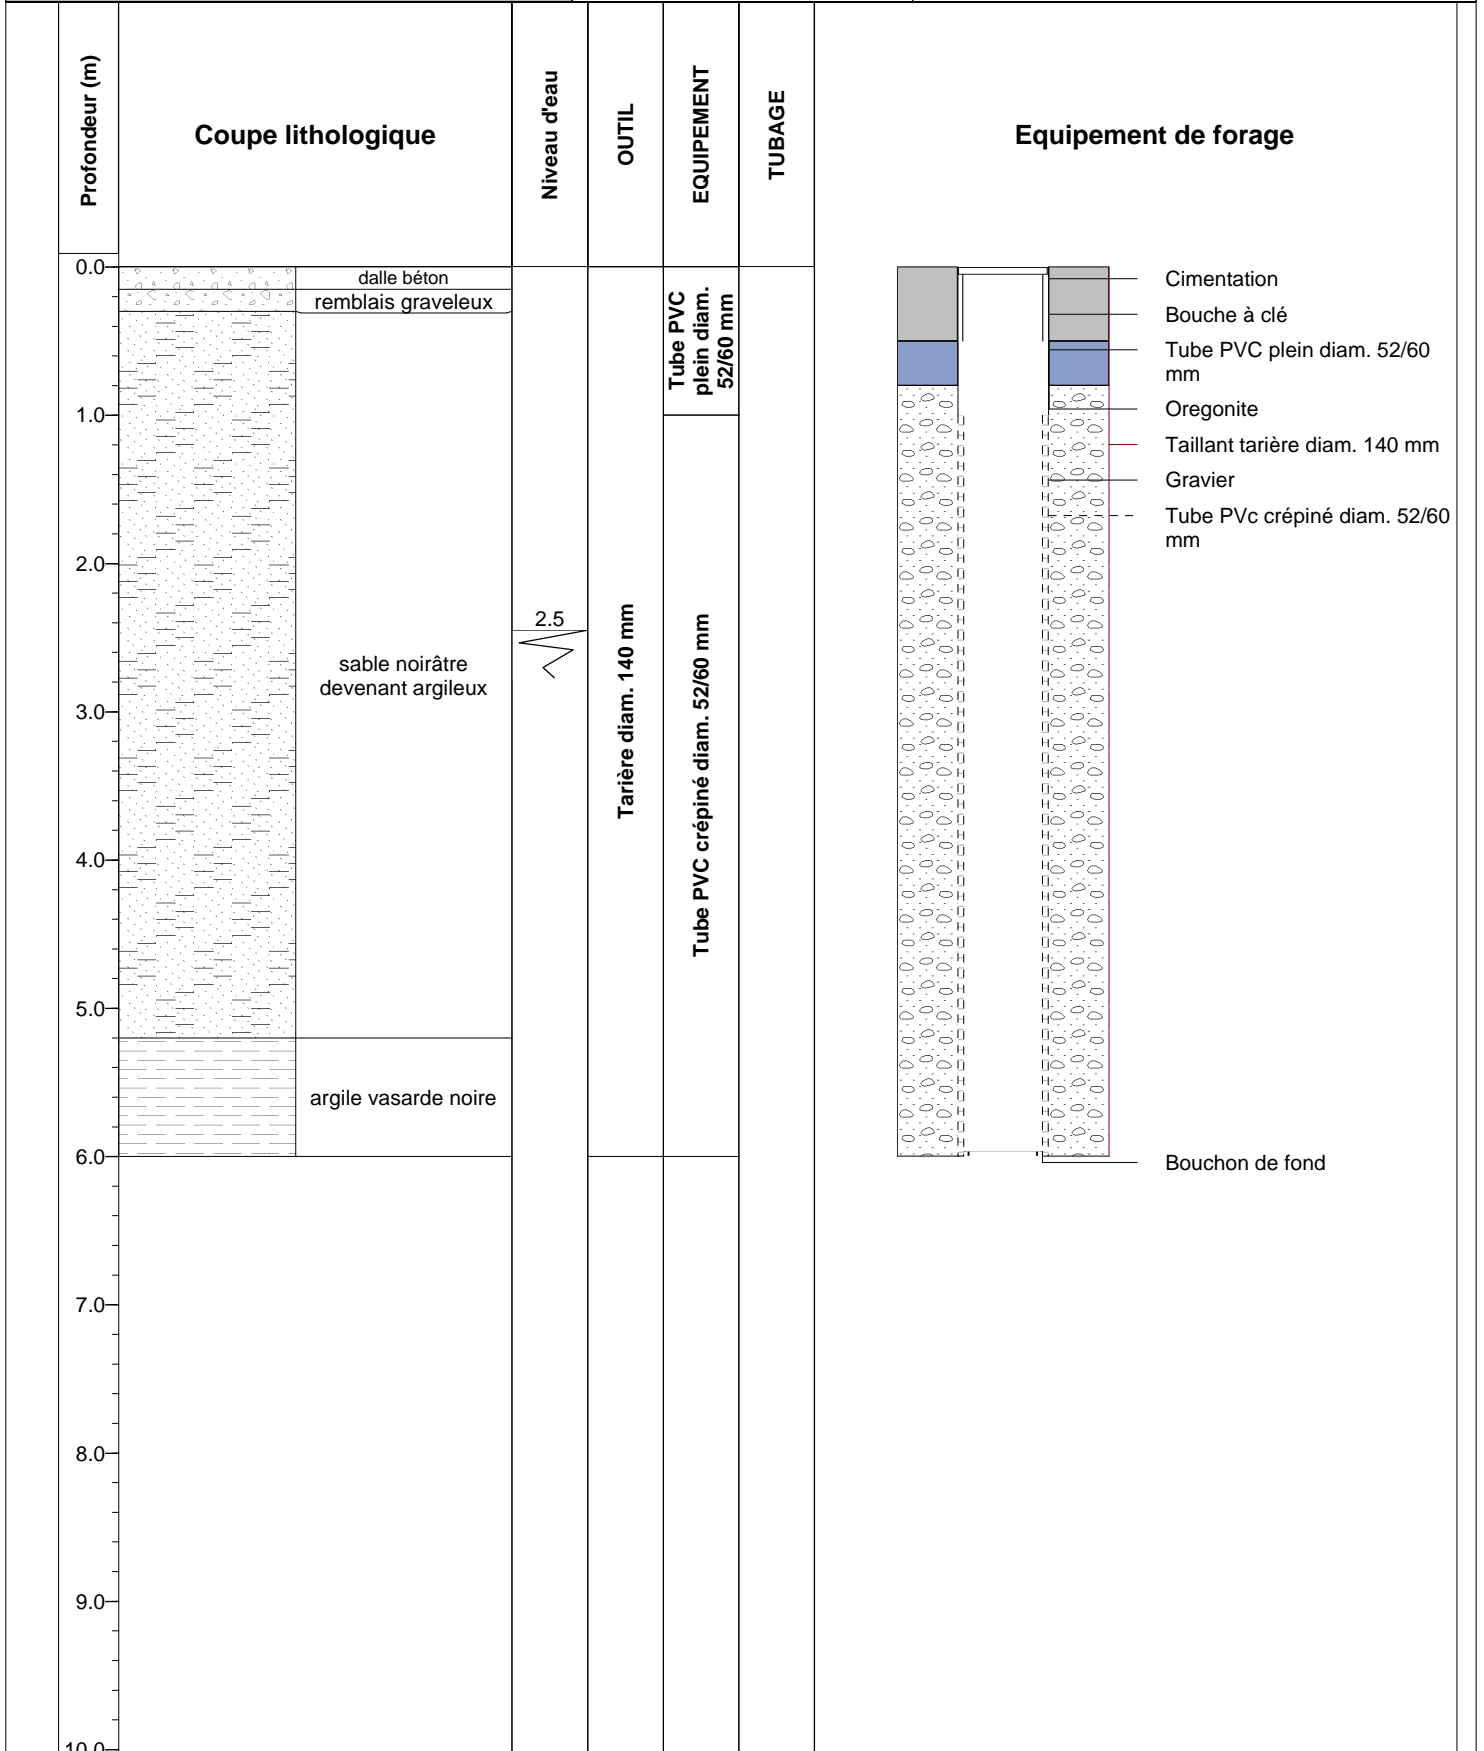 Profondeur (m)
Coupe lithologique
Niveau d'eau
OUTIL
EQUIPEMENT
TUBAGE
Equipement de forage
0.0
1.0
2.0
3.0
4.0
5.0
6.0
7.0
8.0
9.0
10.0
dalle béton
remblais graveleux
sable noirâtre
devenant argileux
argile vasarde noire
2.5
Tarière diam. 140 mm
Tube PVC
plein diam.
52/60 mm
Tube PVC crépiné diam. 52/60 mm
Cimentation
Bouche à clé
Tube PVC plein diam. 52/60
mm
Oregonite
Taillant tarière diam. 140 mm
Gravier
Tube PVc crépiné diam. 52/60
mm
Bouchon de fond